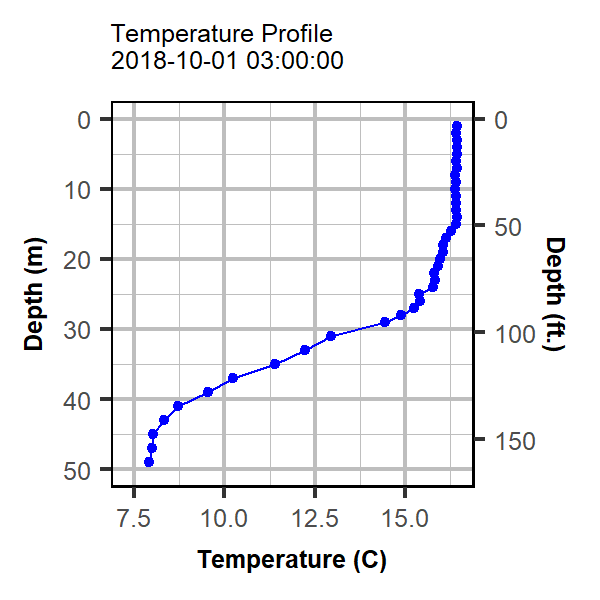 Temperature Profile
2018-10-01 03:00:00
0
10
20
30
40
50
Depth (m)
0
50
100
150
Depth (ft.)
7.5 10.0 12.5 15.0
Temperature (C)